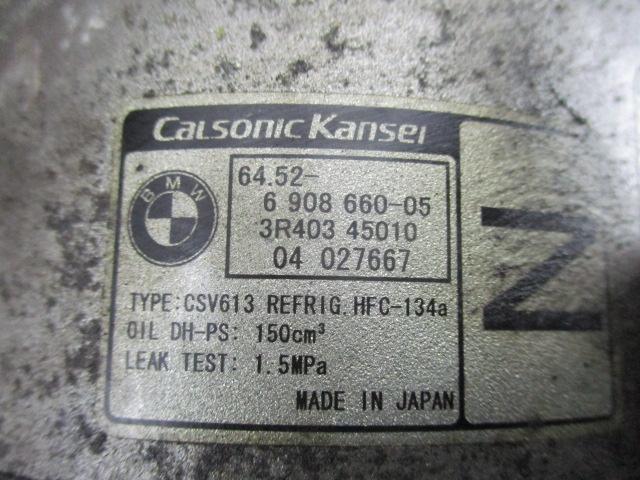 CalsonicKansei
BMW
64.52-
6 908 660-05
3R403 45010
04 027667
TYPE:CSV613 REFRIG.HFC-134a
OIL DH-PS: 150cm³
LEAK TEST: 1.5MPa
MADE IN JAPAN
Z